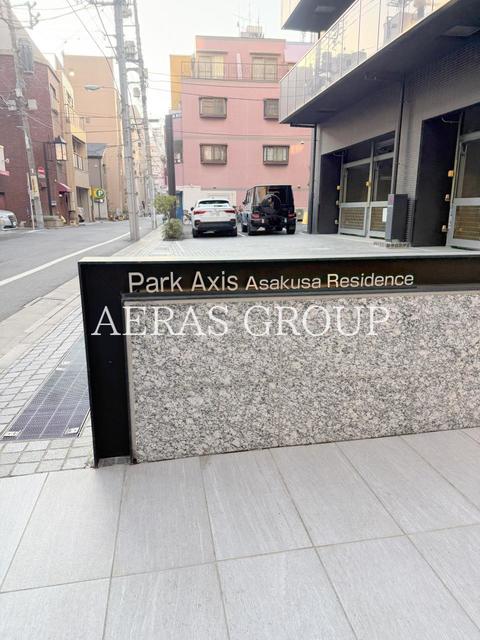 Park Axis Asakusa Residence
AERAS GROUP
P